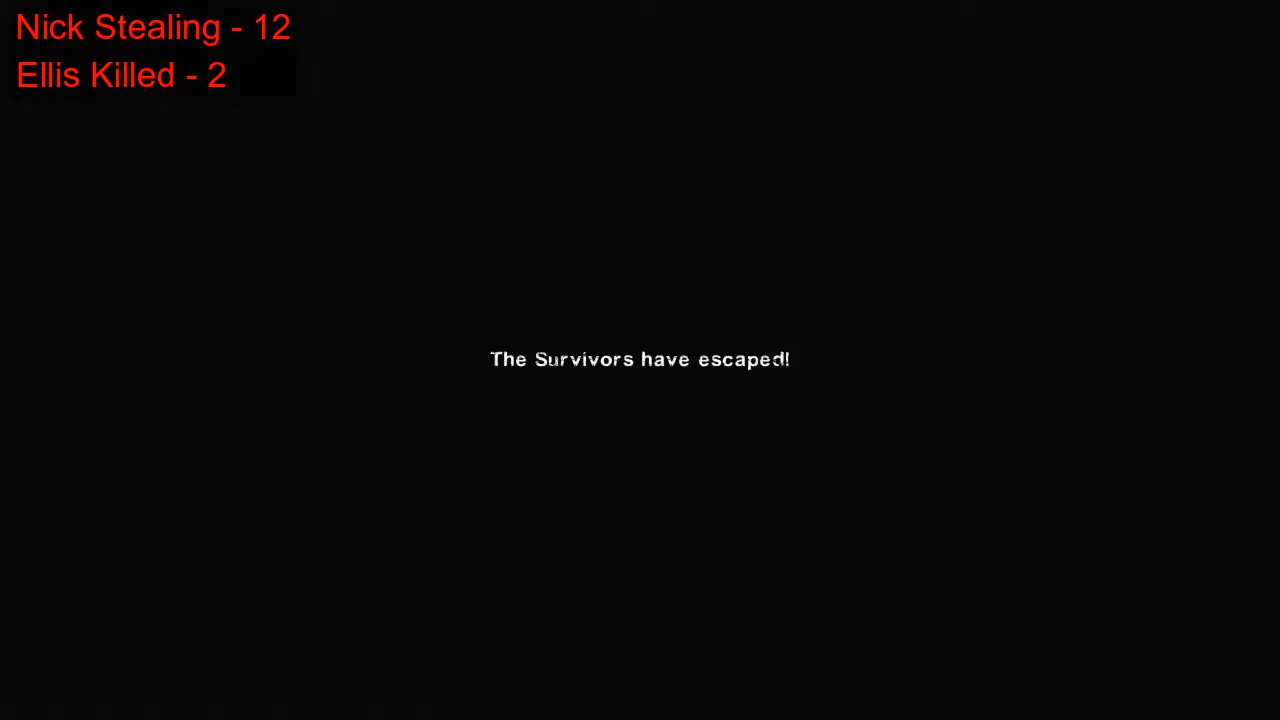 Nick Stealing - 12
Ellis Killed - 2
The Survivors have escaped!